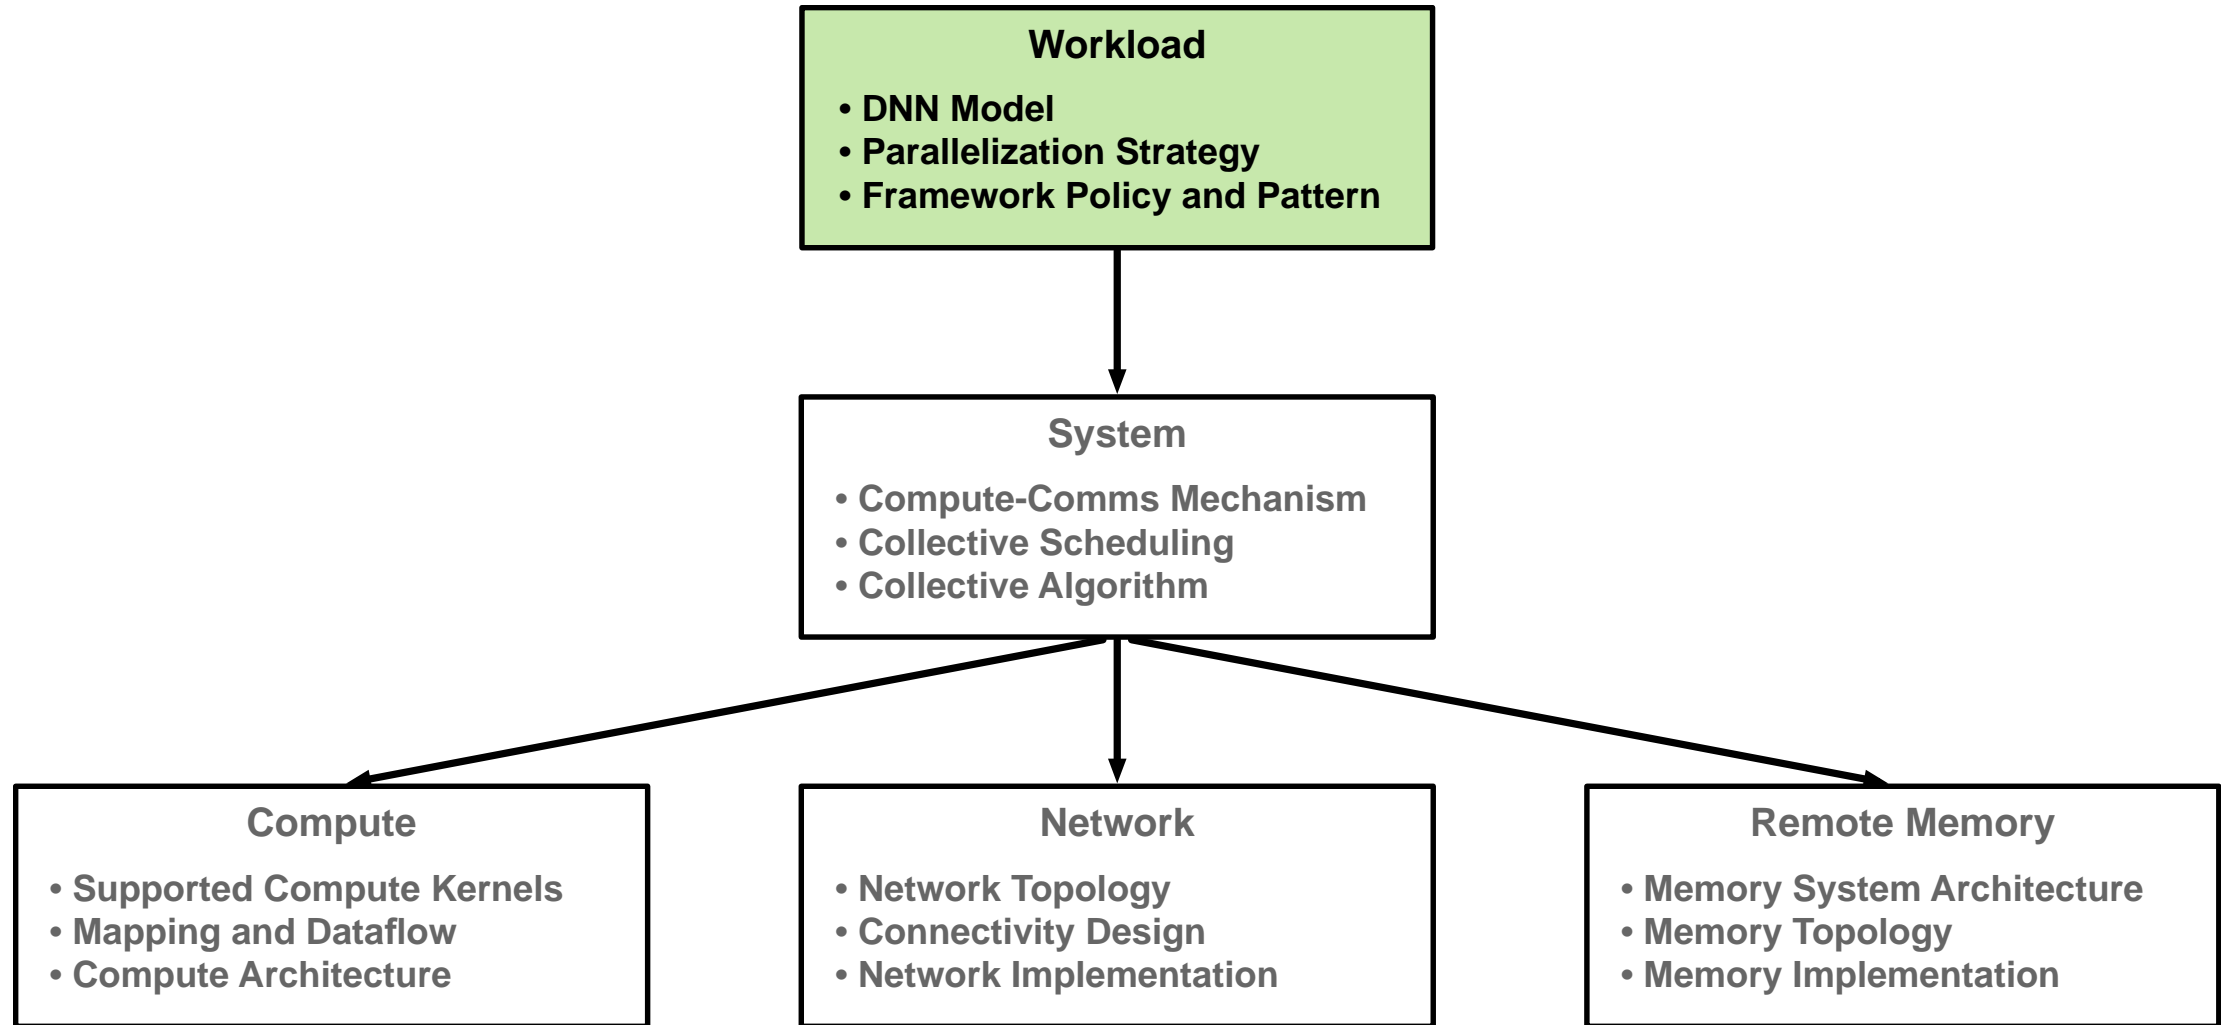 Workload
• DNN Model
• Parallelization Strategy
• Framework Policy and Pattern
System
• Compute-Comms Mechanism
• Collective Scheduling
• Collective Algorithm
Compute
• Supported Compute Kernels
• Mapping and Dataflow
• Compute Architecture
Network
• Network Topology
• Connectivity Design
• Network Implementation
Remote Memory
• Memory System Architecture
• Memory Topology
• Memory Implementation